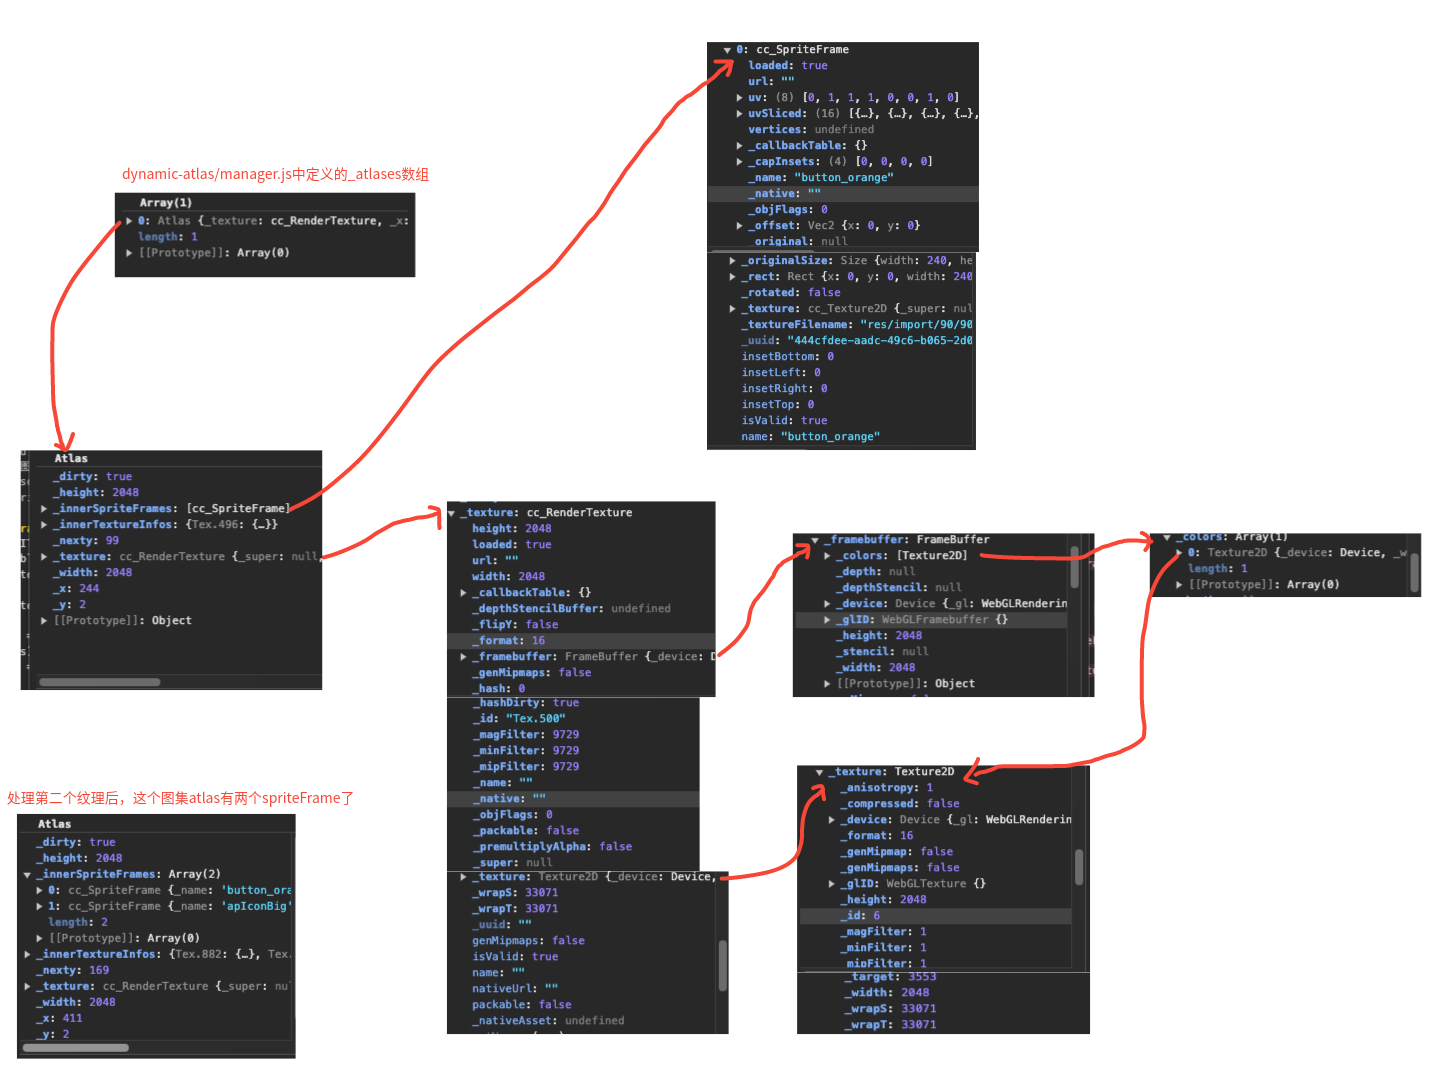 dynamic-atlas/manager.js中定义的_atlases数组
Array(1)
0: Atlas {_texture: cc_RenderTexture, _x:
length: 1
[[Prototype]]: Array(0)
0: cc_SpriteFrame
loaded: true
url: ""
uv: (8) [0, 1, 1, 1, 0, 0, 1, 0]
uvSliced: (16) [{…}, {…}, {…}, {…},
vertices: undefined
_callbackTable: {}
_capInsets: (4) [0, 0, 0, 0]
_name: "button_orange"
_native: ""
_objFlags: 0
_offset: Vec2 {x: 0, y: 0}
_original: null
_originalSize: Size {width: 240, he
_rect: Rect {x: 0, y: 0, width: 240
_rotated: false
_texture: cc_Texture2D {_super: nul
_textureFilename: "res/import/90/90
_uuid: "444cfdee-aadc-49c6-b065-2d0
insetBottom: 0
insetLeft: 0
insetRight: 0
insetTop: 0
isValid: true
name: "button_orange"
Atlas
_dirty: true
_height: 2048
_innerSpriteFrames: [cc_SpriteFrame]
_innerTextureInfos: {Tex.496: {…}}
_nexty: 99
_texture: cc_RenderTexture {_super: null,
_width: 2048
_x: 244
_y: 2
[[Prototype]]: Object
_texture: cc_RenderTexture
height: 2048
loaded: true
url: ""
width: 2048
_callbackTable: {}
_depthStencilBuffer: undefined
_flipY: false
_format: 16
_framebuffer: FrameBuffer {_device: D
_genMipmaps: false
_hash: 0
_hashDirty: true
_id: "Tex.500"
_magFilter: 9729
_minFilter: 9729
_mipFilter: 9729
_name: ""
_native: ""
_objFlags: 0
_packable: false
_premultiplyAlpha: false
_super: null
_texture: Texture2D {_device: Device,
_wrapS: 33071
_wrapT: 33071
_uuid: ""
genMipmaps: false
isValid: true
name: ""
nativeUrl: ""
packable: false
_nativeAsset: undefined
_framebuffer: FrameBuffer
_colors: [Texture2D]
_depth: null
_depthStencil: null
_device: Device {_gl: WebGLRenderin
_glID: WebGLFramebuffer {}
_height: 2048
_stencil: null
_width: 2048
[[Prototype]]: Object
_colors: Array(1)
0: Texture2D {_device: Device, _w
length: 1
[[Prototype]]: Array(0)
_texture: Texture2D
_anisotropy: 1
_compressed: false
_device: Device {_gl: WebGLRenderin
_format: 16
_genMipmap: false
_genMipmaps: false
_glID: WebGLTexture {}
_height: 2048
_id: 6
_magFilter: 1
_minFilter: 1
_mipFilter: 1
_target: 3553
_width: 2048
_wrapS: 33071
_wrapT: 33071
处理第二个纹理后，这个图集atlas有两个spriteFrame了
Atlas
_dirty: true
_height: 2048
_innerSpriteFrames: Array(2)
0: cc_SpriteFrame {_name: 'button_ora
1: cc_SpriteFrame {_name: 'apIconBig'
length: 2
[[Prototype]]: Array(0)
_innerTextureInfos: {Tex.882: {…}, Tex.
_nexty: 169
_texture: cc_RenderTexture {_super: nu
_width: 2048
_x: 411
_y: 2